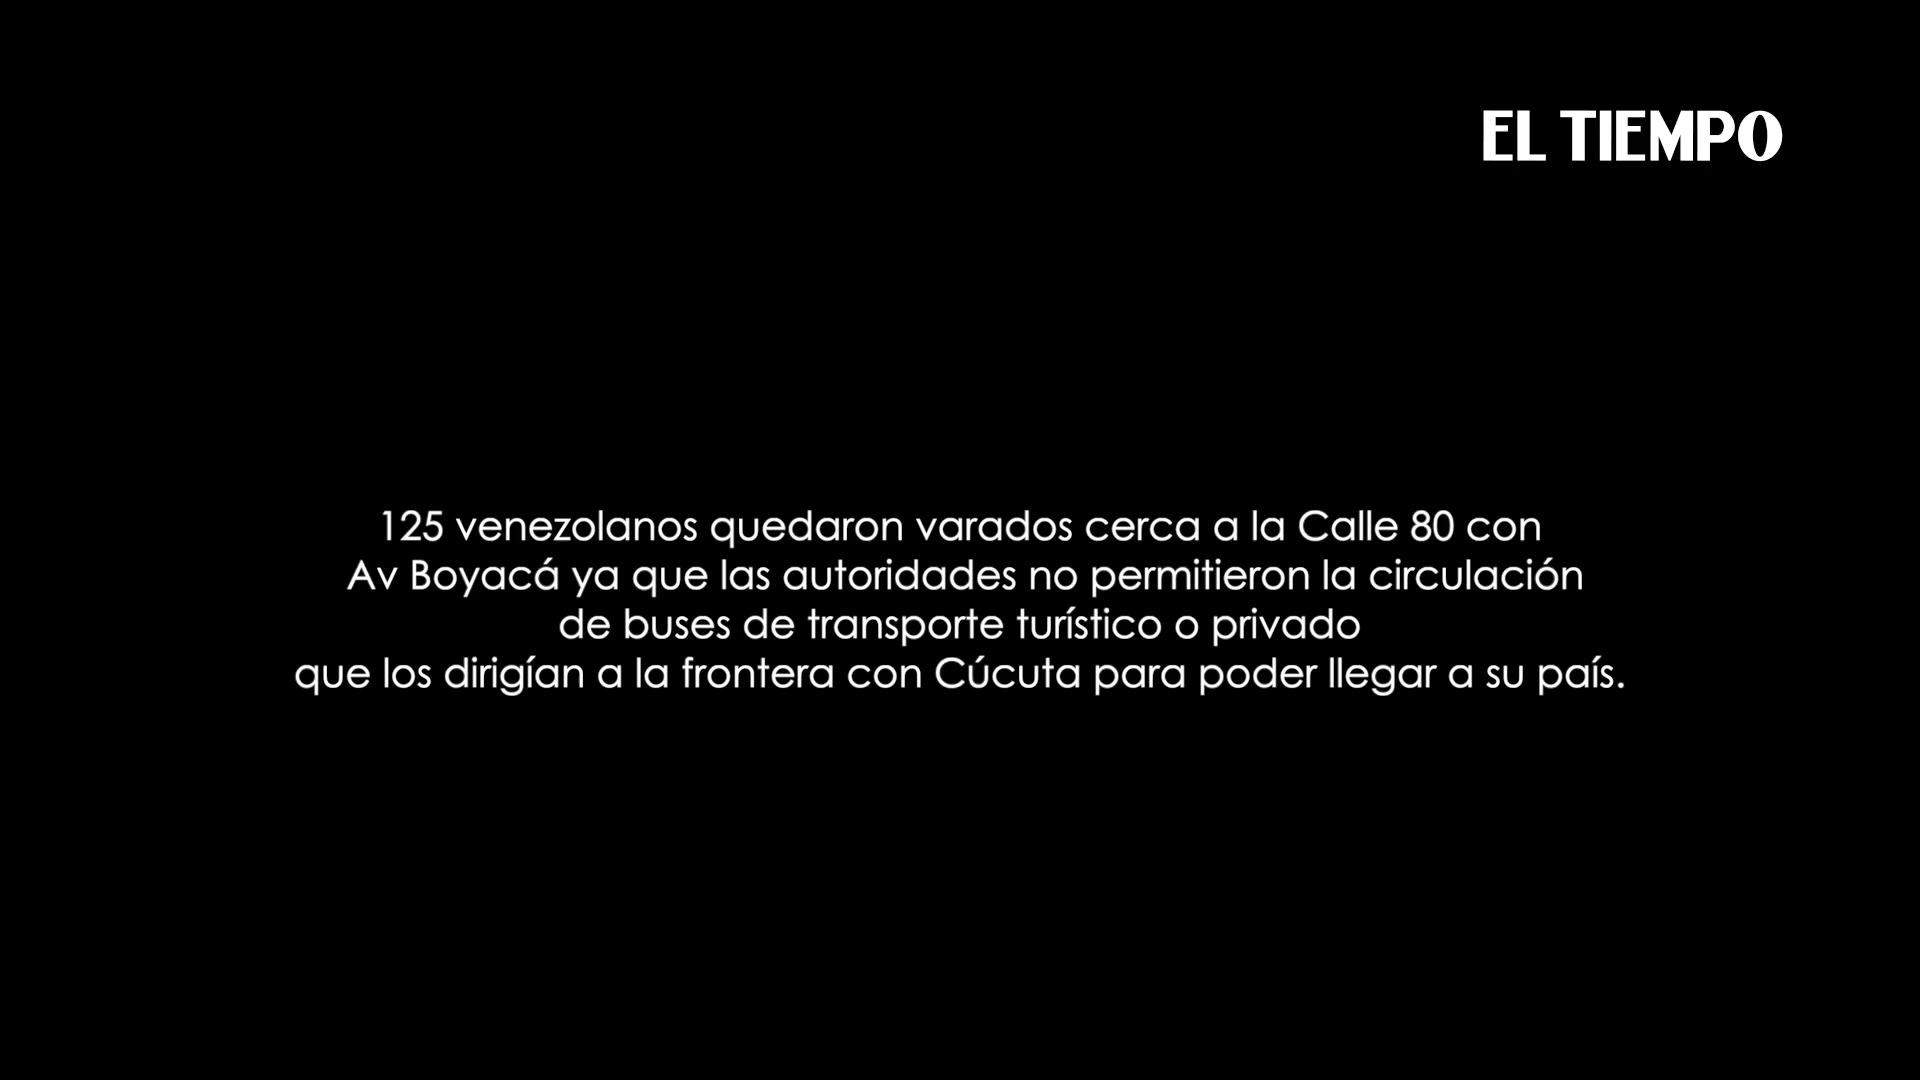 EL TIEMPO
125 venezolanos quedaron varados cerca a la Calle 80 con
Av Boyacá ya que las autoridades no permitieron la circulación
de buses de transporte turístico o privado
que los dirigían a la frontera con Cúcuta para poder llegar a su país.